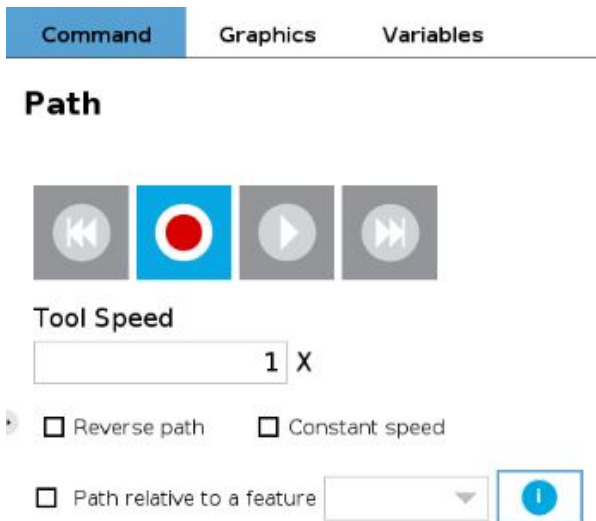 Command Graphics Variables
Path
Tool Speed
1 X
Reverse path Constant speed
Path relative to a feature i